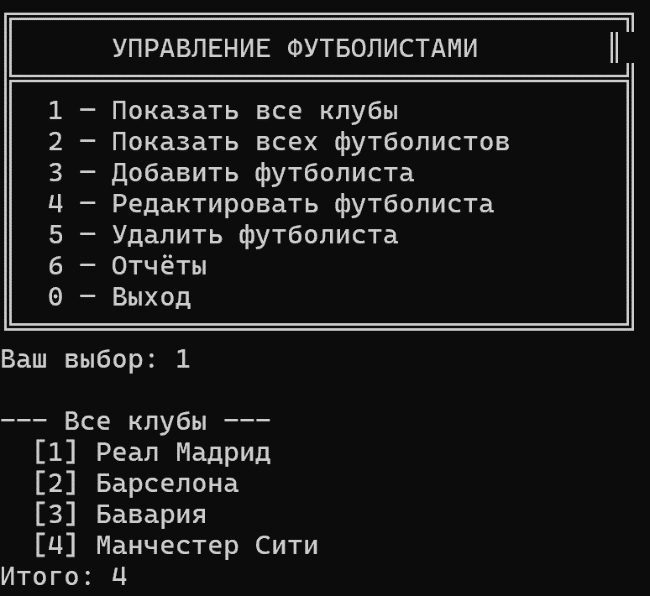 УПРАВЛЕНИЕ ФУТБОЛИСТАМИ
1 — Показать все клубы
2 — Показать всех футболистов
3 — Добавить футболиста
4 — Редактировать футболиста
5 — Удалить футболиста
6 — Отчёты
0 — Выход
Ваш выбор: 1
--- Все клубы ---
[1] Реал Мадрид
[2] Барселона
[3] Бавария
[4] Манчестер Сити
Итого: 4